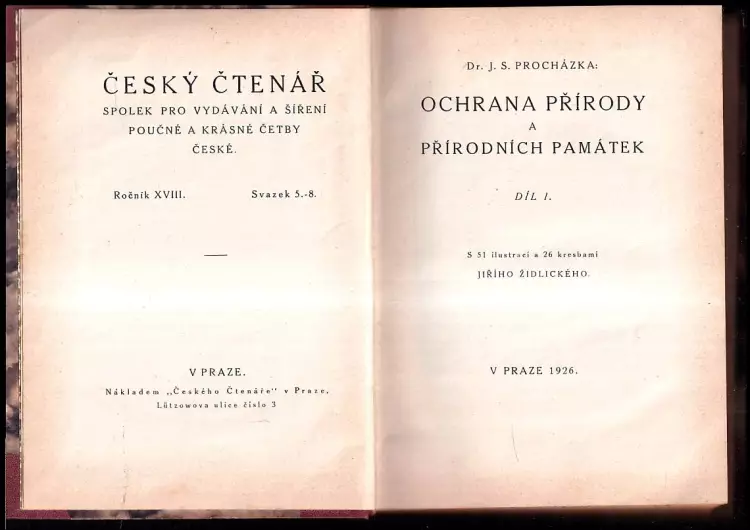 ČESKÝ ČTENÁŘ
SPOLEK PRO VYDÁVÁNÍ A ŠÍŘENÍ
POUČNÉ A KRÁSNÉ ČETBY
ČESKÉ.
Ročník XVIII. Svazek 5.-8.
V PRAZE.
Nákladem „Českého Čtenáře“ v Praze,
Lützowova ulice číslo 3
Dr. J. S. PROCHÁZKA:
OCHRANA PŘÍRODY
A
PŘÍRODNÍCH PAMÁTEK
DÍL I.
S 51 ilustrací a 26 kresbami
JIŘÍHO ŽIDLICKÉHO.
V PRAZE 1926.